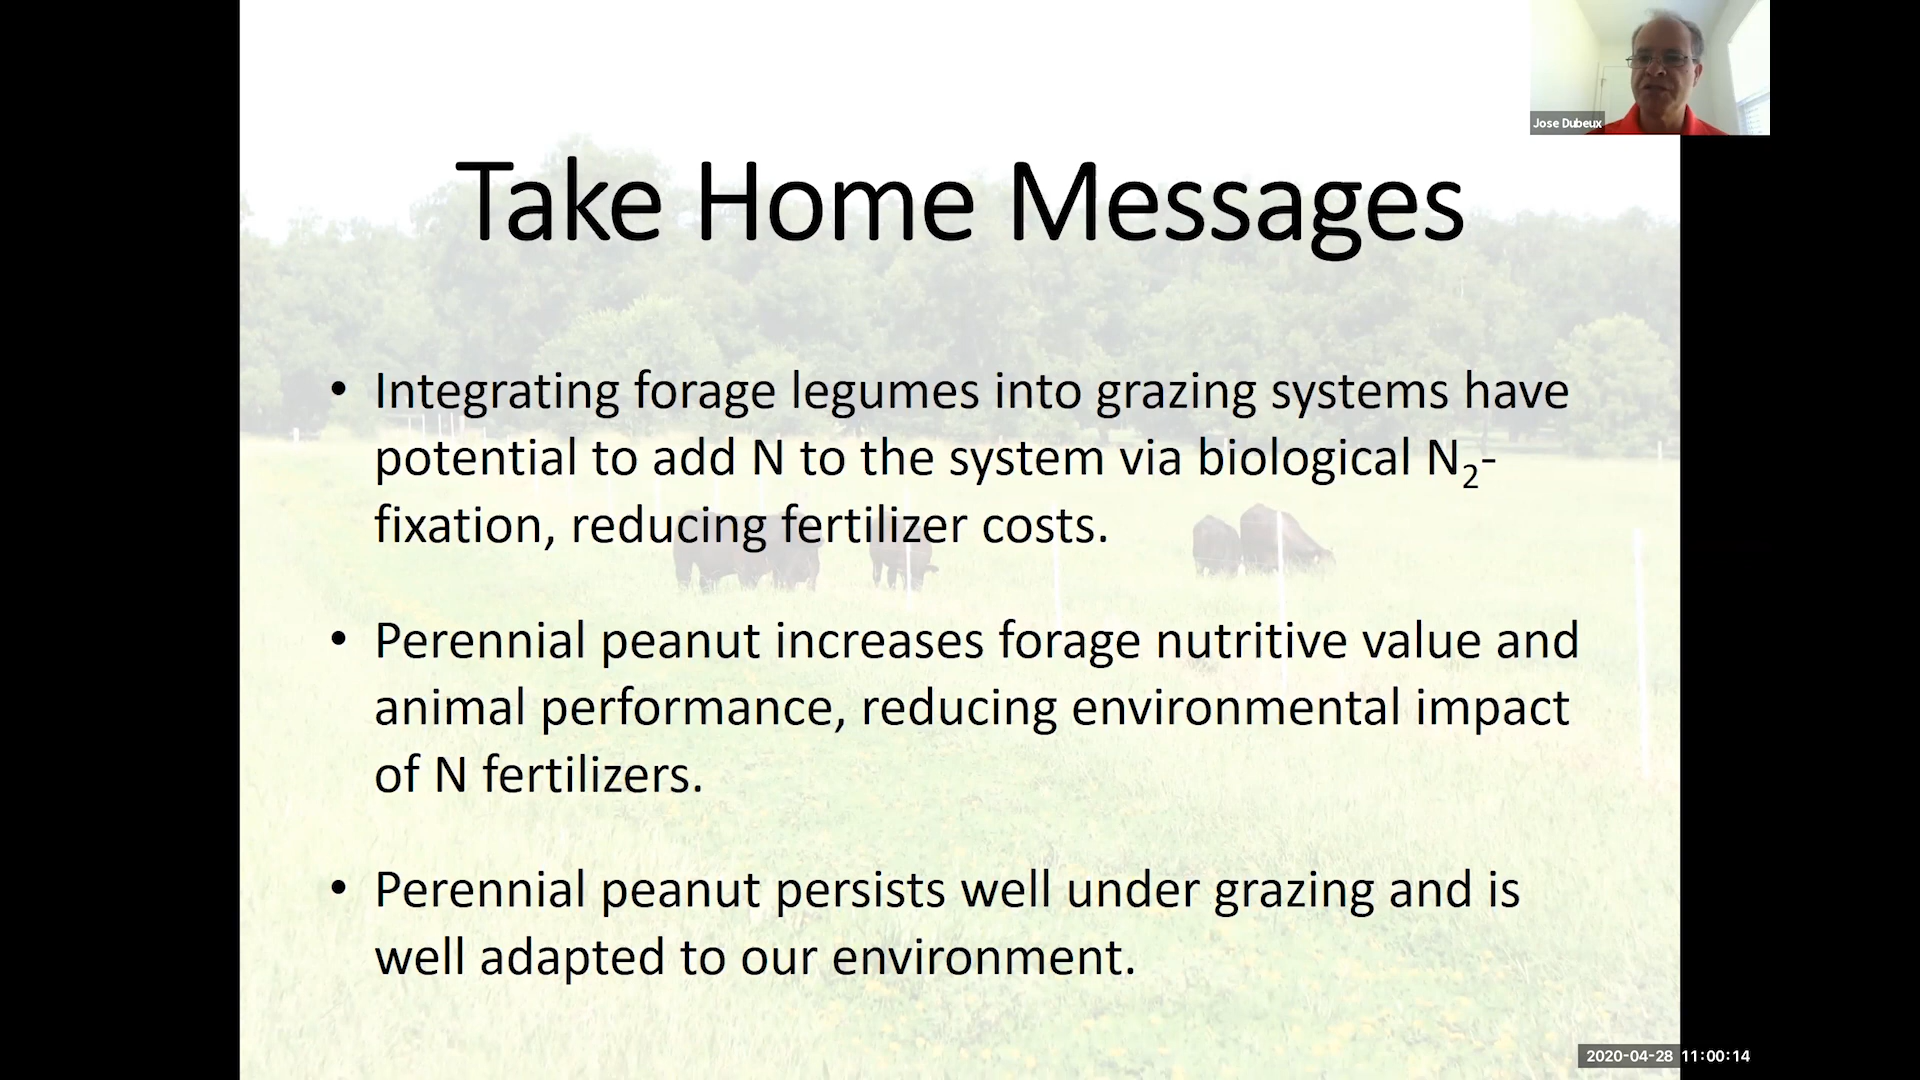 Jose Dubeux
Take Home Messages
• Integrating forage legumes into grazing systems have
potential to add N to the system via biological N₂-
fixation, reducing fertilizer costs.
• Perennial peanut increases forage nutritive value and
animal performance, reducing environmental impact
of N fertilizers.
• Perennial peanut persists well under grazing and is
well adapted to our environment.
2020-04-28 11:00:14